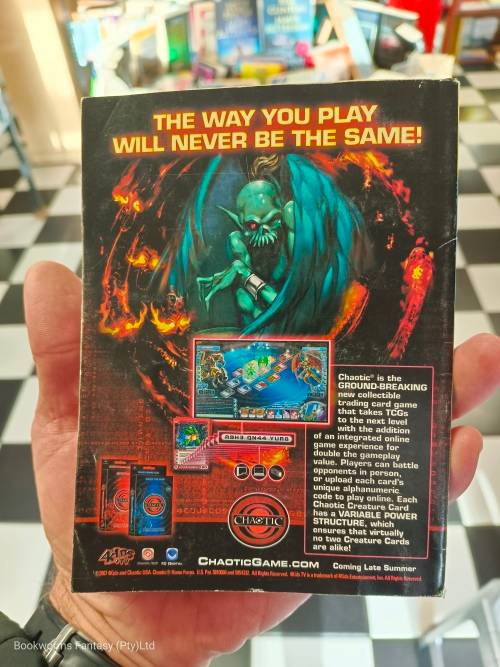 THE WAY YOU PLAY
WILL NEVER BE THE SAME!
Chaotic® is the
GROUND-BREAKING
new collectible
trading card game
that takes TCGs
to the next level
with the addition
of an integrated online
game experience for
double the gameplay
value. Players can battle
opponents in person,
or upload each card's
unique alphanumeric
code to play online. Each
Chaotic Creature Card
has a VARIABLE POWER
STRUCTURE, which
ensures that virtually
no two Creature Cards
are alike!
CHAOTIC
4KIDS
CHAOTICGAME.COM
Coming Late Summer
Bookworms Fantasy (Pty)Ltd